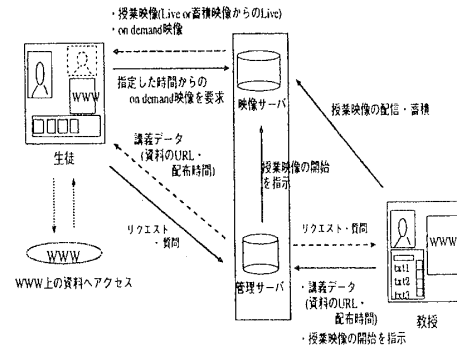 ・授業映像(Live or蓄積映像からのLive)
・on demand映像
WWW
指定した時間からの
on demand映像を要求
映像サーバ
授業映像の配信・蓄積
生徒
講義データ
(資料のURL・
配布時間)
授業映像の開始
を指示
リクエスト
・質問
リクエスト・質問
WWW
WWW
txt1
txt2
txt3
WWW上の資料へアクセス
管理サーバ
・講義データ
(資料のURL・
配布時間)
・授業映像の開始を指示
教授